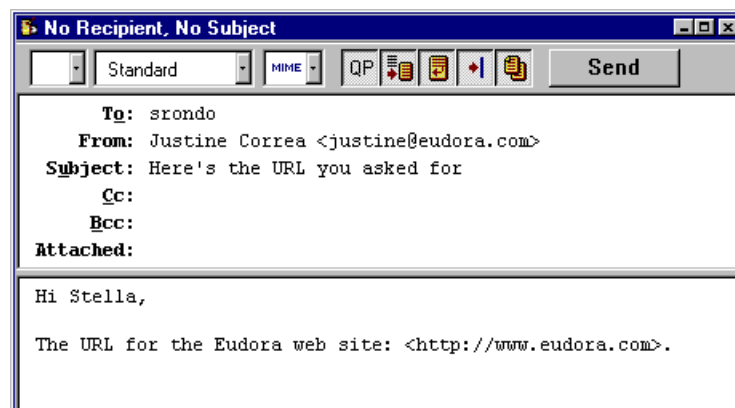 No Recipient, No Subject
Standard MIME QP Send
To: srondo
From: Justine Correa <justine@eudora.com>
Subject: Here's the URL you asked for
Cc:
Bcc:
Attached:
Hi Stella,
The URL for the Eudora web site: <http://www.eudora.com>.